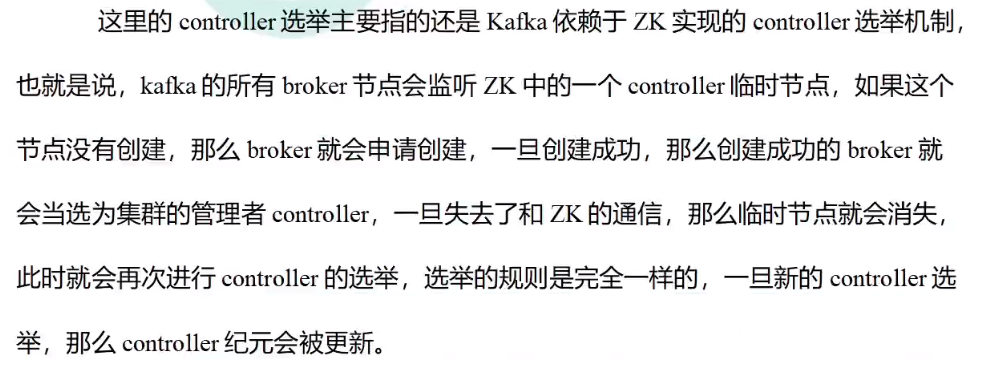 这里的 controller 选举主要指的还是 Kafka 依赖于 ZK 实现的 controller 选举机制，
也就是说，kafka 的所有 broker 节点会监听 ZK 中的一个 controller 临时节点，如果这个
节点没有创建，那么 broker 就会申请创建，一旦创建成功，那么创建成功的 broker 就
会当选为集群的管理者 controller，一旦失去了和 ZK 的通信，那么临时节点就会消失，
此时就会再次进行 controller 的选举，选举的规则是完全一样的，一旦新的 controller 选
举，那么 controller 纪元会被更新。